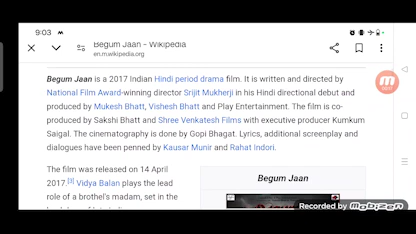 9:03
Begum Jaan - Wikipedia
en.m.wikipedia.org
Begum Jaan is a 2017 Indian Hindi period drama film. It is written and directed by
National Film Award-winning director Srijit Mukherji in his Hindi directional debut and
produced by Mukesh Bhatt, Vishesh Bhatt and Play Entertainment. The film is co-
produced by Sakshi Bhatt and Shree Venkatesh Films with executive producer Kumkum
Saigal. The cinematography is done by Gopi Bhagat. Lyrics, additional screenplay and
dialogues have been penned by Kausar Munir and Rahat Indori.
The film was released on 14 April
2017.[3] Vidya Balan plays the lead
role of a brothel's madam, set in the
Begum Jaan
Recorded by Mobizen